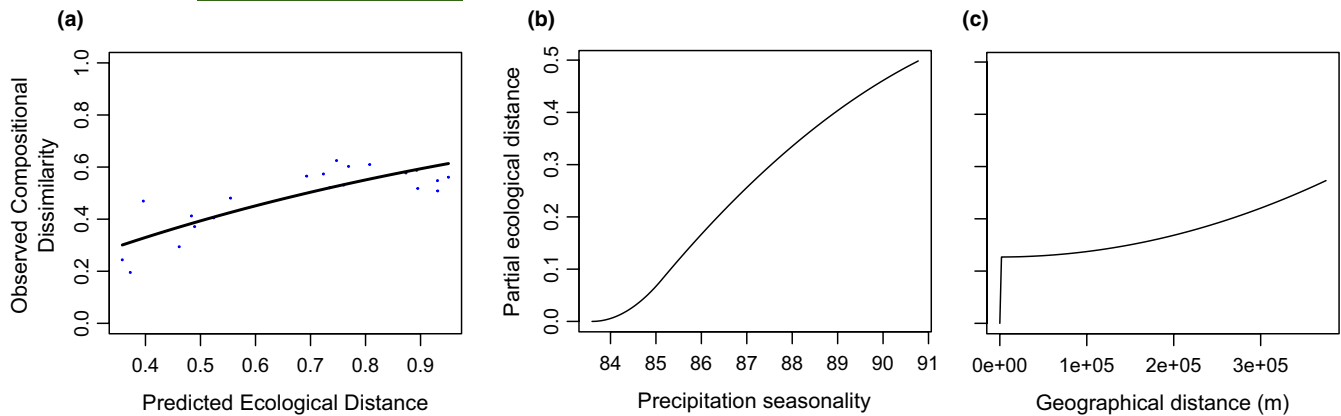 (a)
(b)
(c)
Observed Compositional
Dissimilarity
1.0
0.8
0.6
0.4
0.2
0.0
0.4 0.5 0.6 0.7 0.8 0.9
Predicted Ecological Distance
Partial ecological distance
0.5
0.4
0.3
0.2
0.1
0.0
84 85 86 87 88 89 90 91
Precipitation seasonality
0e+00 1e+05 2e+05 3e+05
Geographical distance (m)